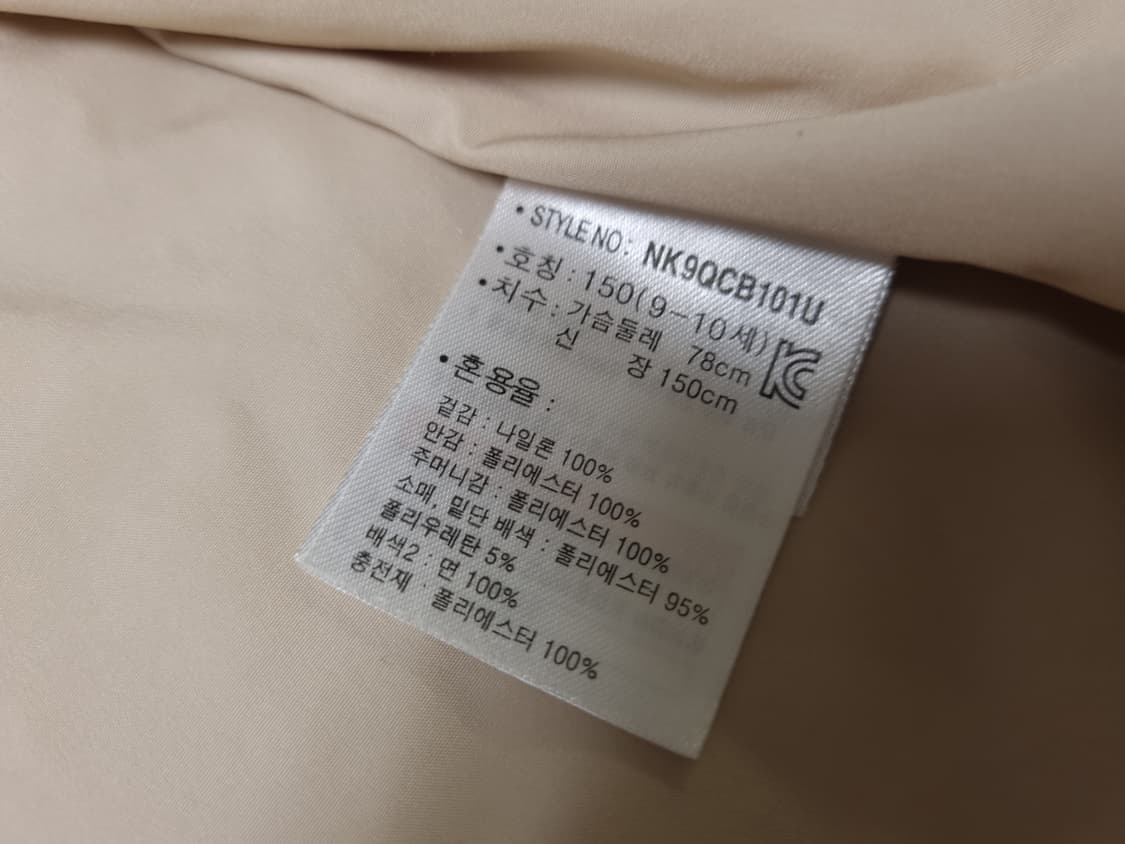 • STYLE NO : NK9QCB101U
• 호칭 : 150(9-10세)
• 치수 : 가슴둘레 78cm
신 장 150cm
KC
• 혼용율 :
겉감 : 나일론 100%
안감 : 폴리에스터 100%
주머니감 : 폴리에스터 100%
소매, 밑단 배색 : 폴리에스터 95%
폴리우레탄 5%
배색2 : 면 100%
충전재 : 폴리에스터 100%